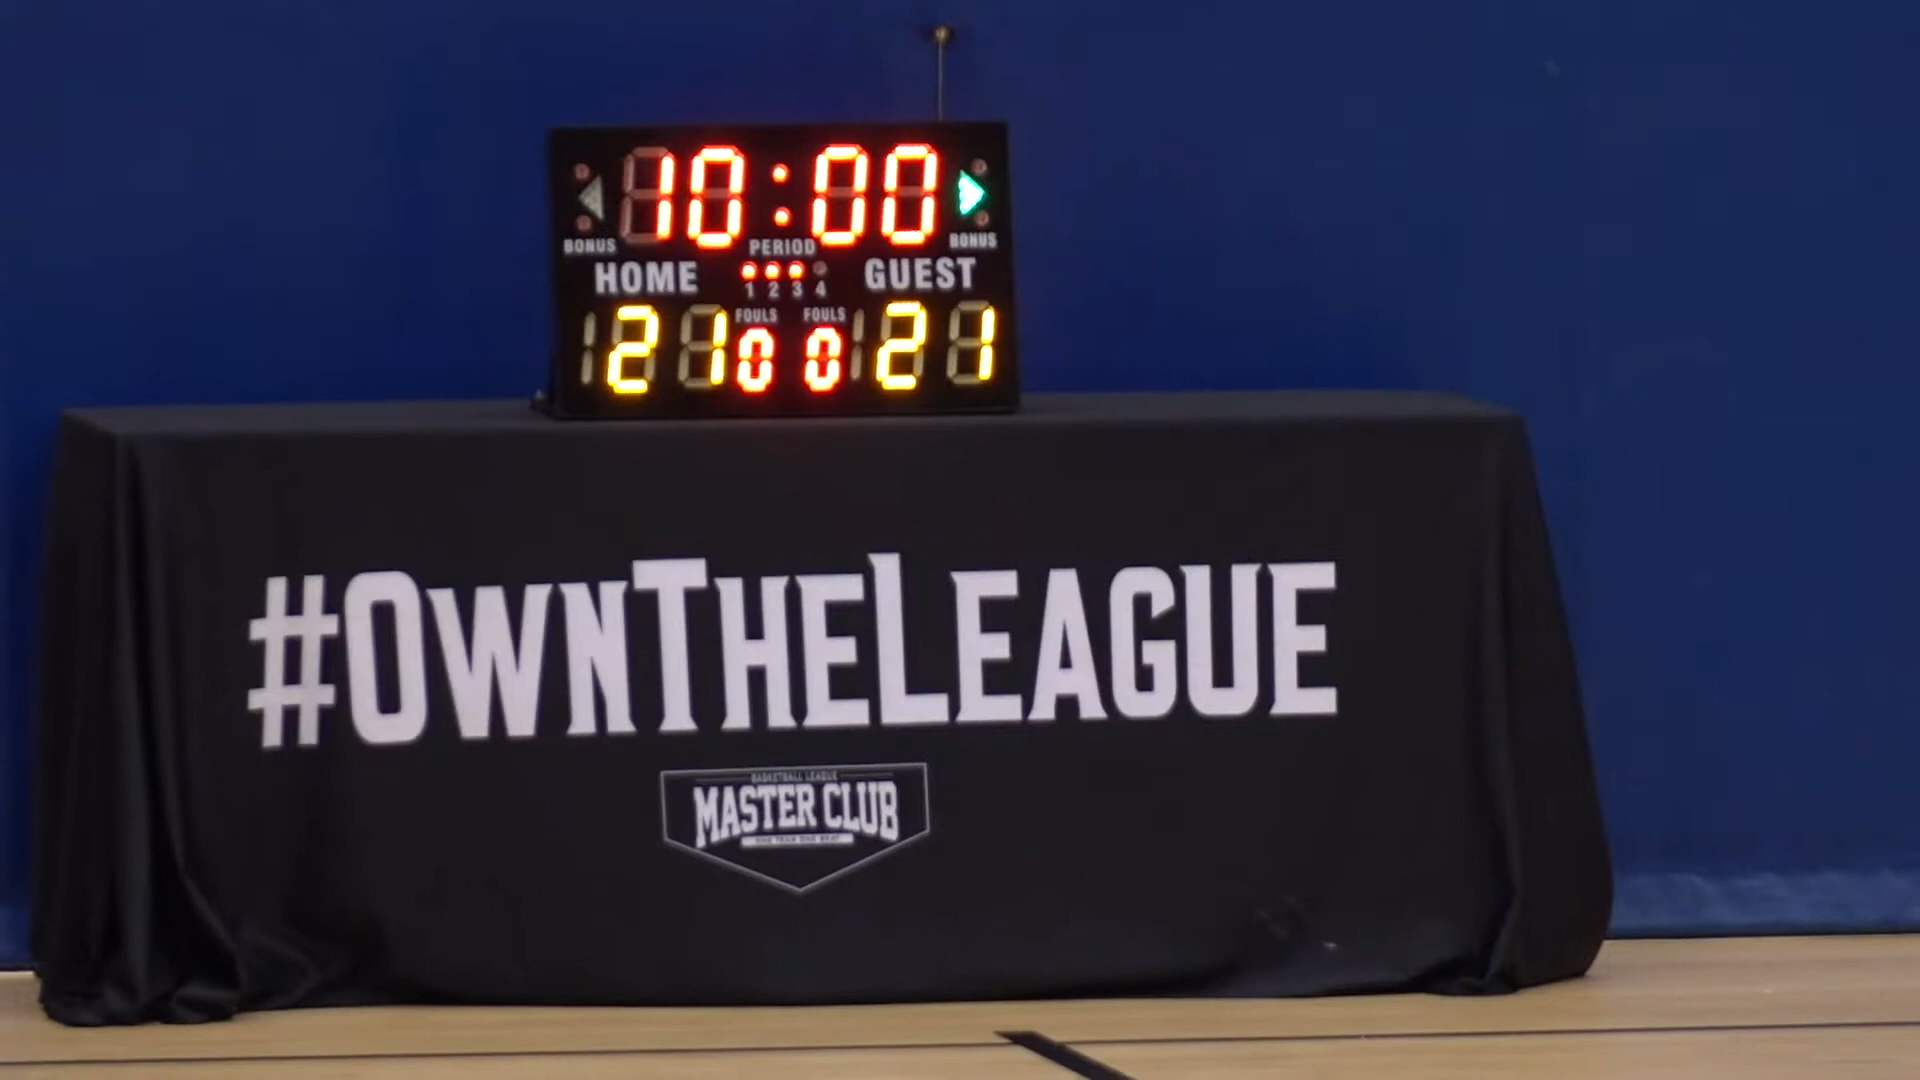 10:00
BONUS PERIOD BONUS
HOME GUEST
1 2 3 4
FOULS FOULS
21 0 0 21
#OWNTHELEAGUE
BASKETBALL LEAGUE
MASTER CLUB